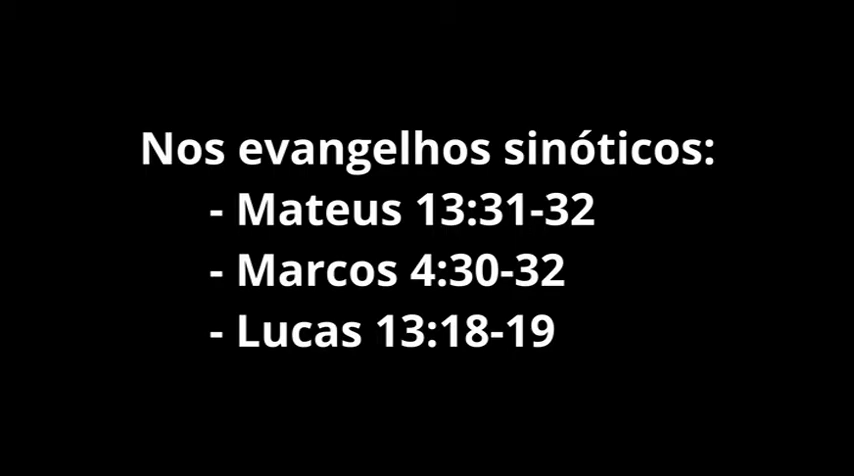 Nos evangelhos sinóticos:
- Mateus 13:31-32
- Marcos 4:30-32
- Lucas 13:18-19